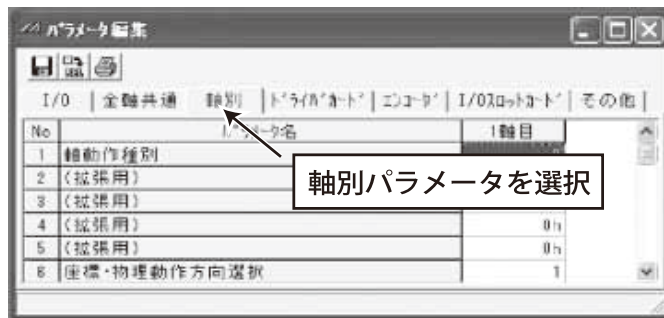 パラメータ編集
I/O 全軸共通 軸別 ドライバカード エンコーダ I/Oスロットカード その他
No パラメータ名 1軸目
1 軸動作種別
2 (拡張用)
3 (拡張用)
4 (拡張用) 0h
5 (拡張用) 0h
6 座標・物理動作方向選択 1
軸別パラメータを選択